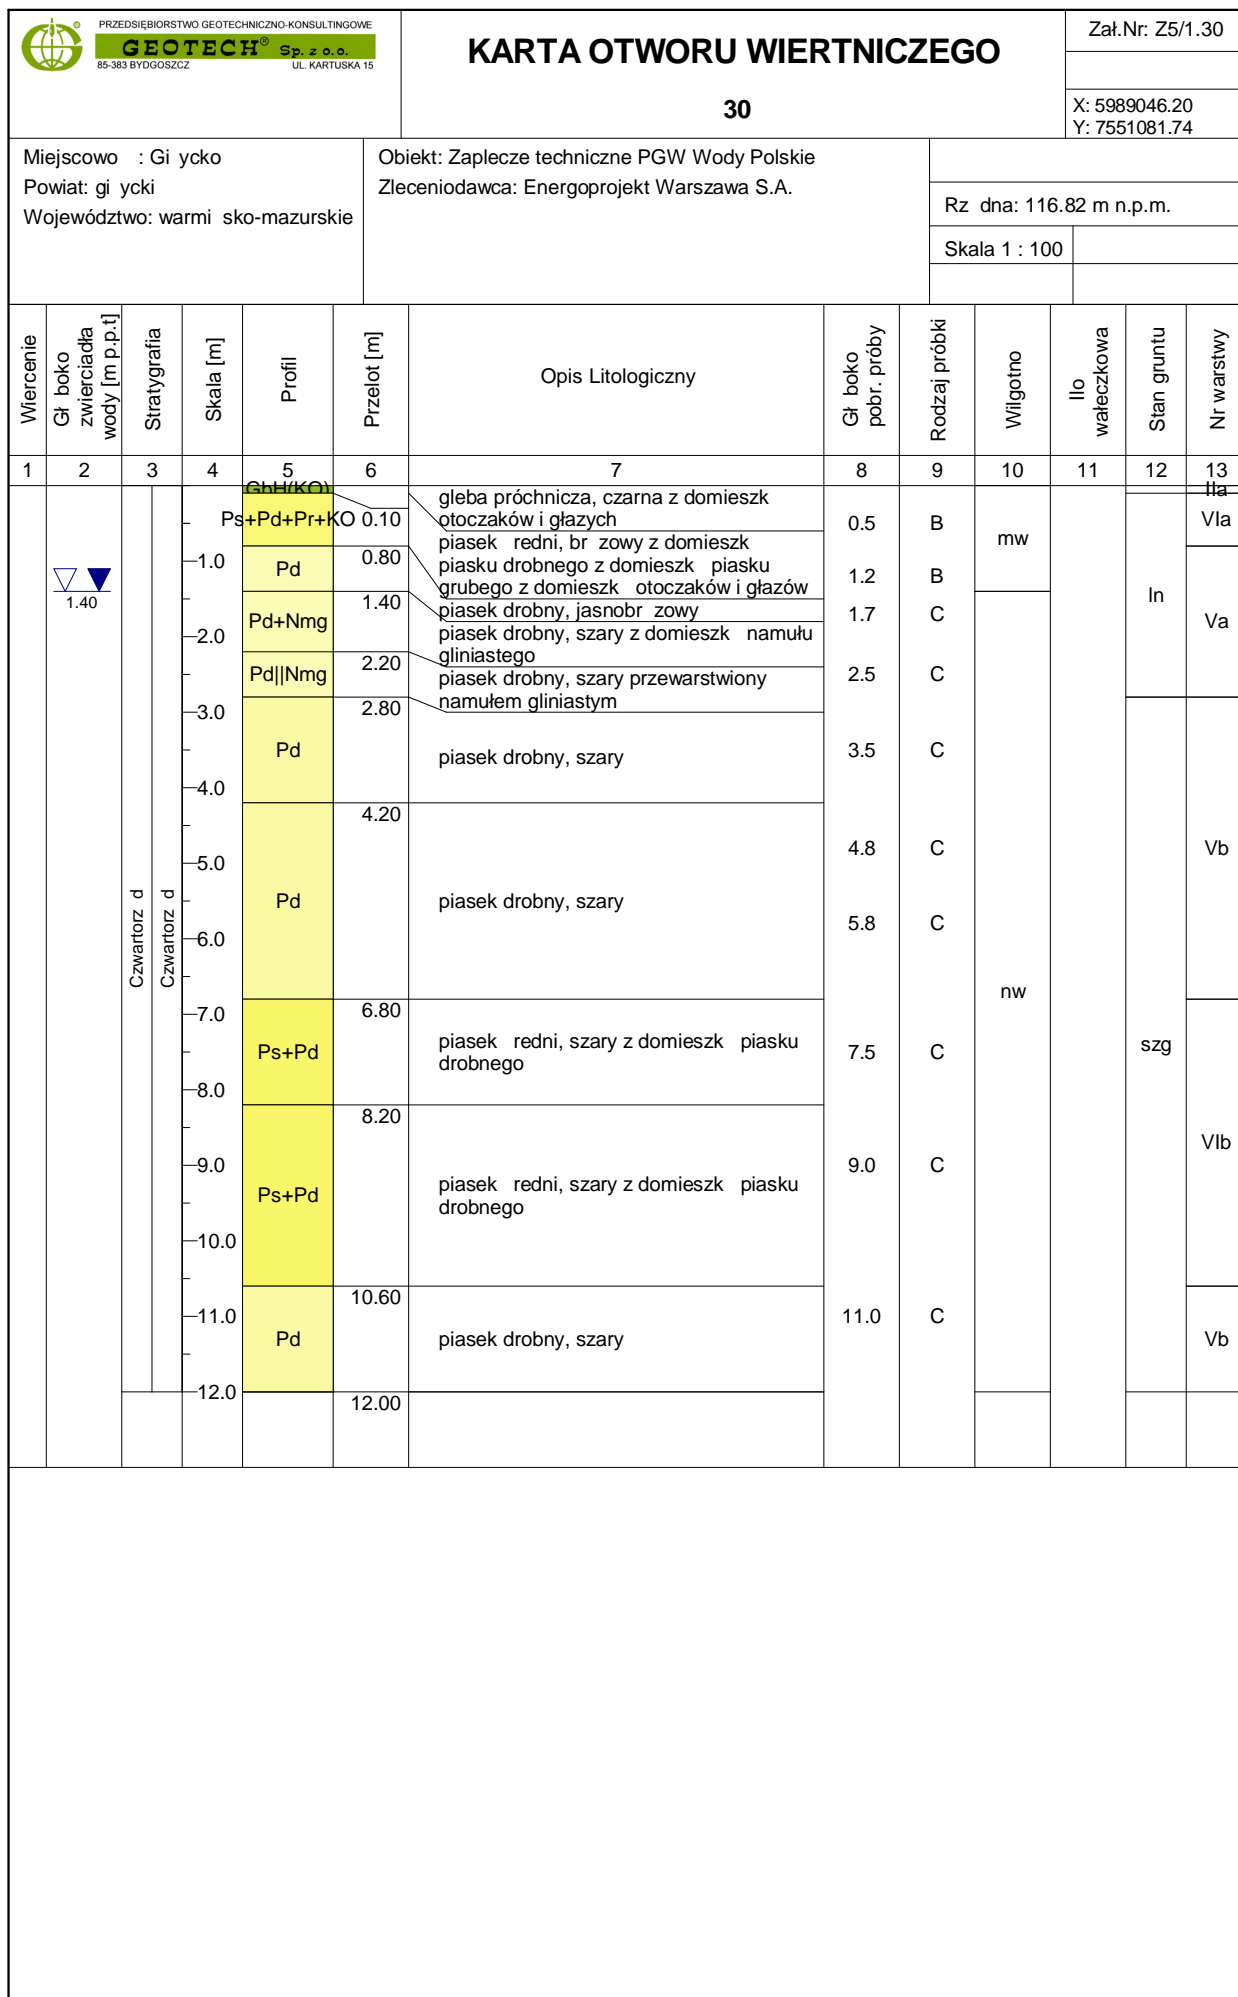 PRZEDSIĘBIORSTWO GEOTECHNICZNO-KONSULTINGOWE
GEOTECH® Sp. z o.o.
85-383 BYDGOSZCZ UL. KARTUSKA 15
KARTA OTWORU WIERTNICZEGO
30
Zał.Nr: Z5/1.30
X: 5989046.20
Y: 7551081.74
Miejscowo : Gi ycko
Powiat: gi ycki
Województwo: warmi sko-mazurskie
Obiekt: Zaplecze techniczne PGW Wody Polskie
Zleceniodawca: Energoprojekt Warszawa S.A.
Rz dna: 116.82 m n.p.m.
Skala 1 : 100
Wiercenie
Gł boko
zwierciadła
wody [m p.p.t]
Stratygrafia
Skala [m]
Profil
Przelot [m]
Opis Litologiczny
Gł boko
pobr. próby
Rodzaj próbki
Wilgotno
Ilo
wałeczkowa
Stan gruntu
Nr warstwy
1 2 3 4 5 6 7 8 9 10 11 12 13
1.40
Czwartorz d
Czwartorz d
1.0
2.0
3.0
4.0
5.0
6.0
7.0
8.0
9.0
10.0
11.0
12.0
GbH(KO)
Ps+Pd+Pr+KO
Pd
Pd+Nmg
Pd||Nmg
Pd
Pd
Ps+Pd
Ps+Pd
Pd
0.10
0.80
1.40
2.20
2.80
4.20
6.80
8.20
10.60
12.00
gleba próchnicza, czarna z domieszk
otoczaków i głazych
piasek redni, br zowy z domieszk
piasku drobnego z domieszk piasku
grubego z domieszk otoczaków i głazów
piasek drobny, jasnobr zowy
piasek drobny, szary z domieszk namułu
gliniastego
piasek drobny, szary przewarstwiony
namułem gliniastym
piasek drobny, szary
piasek drobny, szary
piasek redni, szary z domieszk piasku
drobnego
piasek redni, szary z domieszk piasku
drobnego
piasek drobny, szary
0.5 B
1.2 B
1.7 C
2.5 C
3.5 C
4.8 C
5.8 C
7.5 C
9.0 C
11.0 C
mw
nw
ln
szg
IIa
VIa
Va
Vb
VIb
Vb